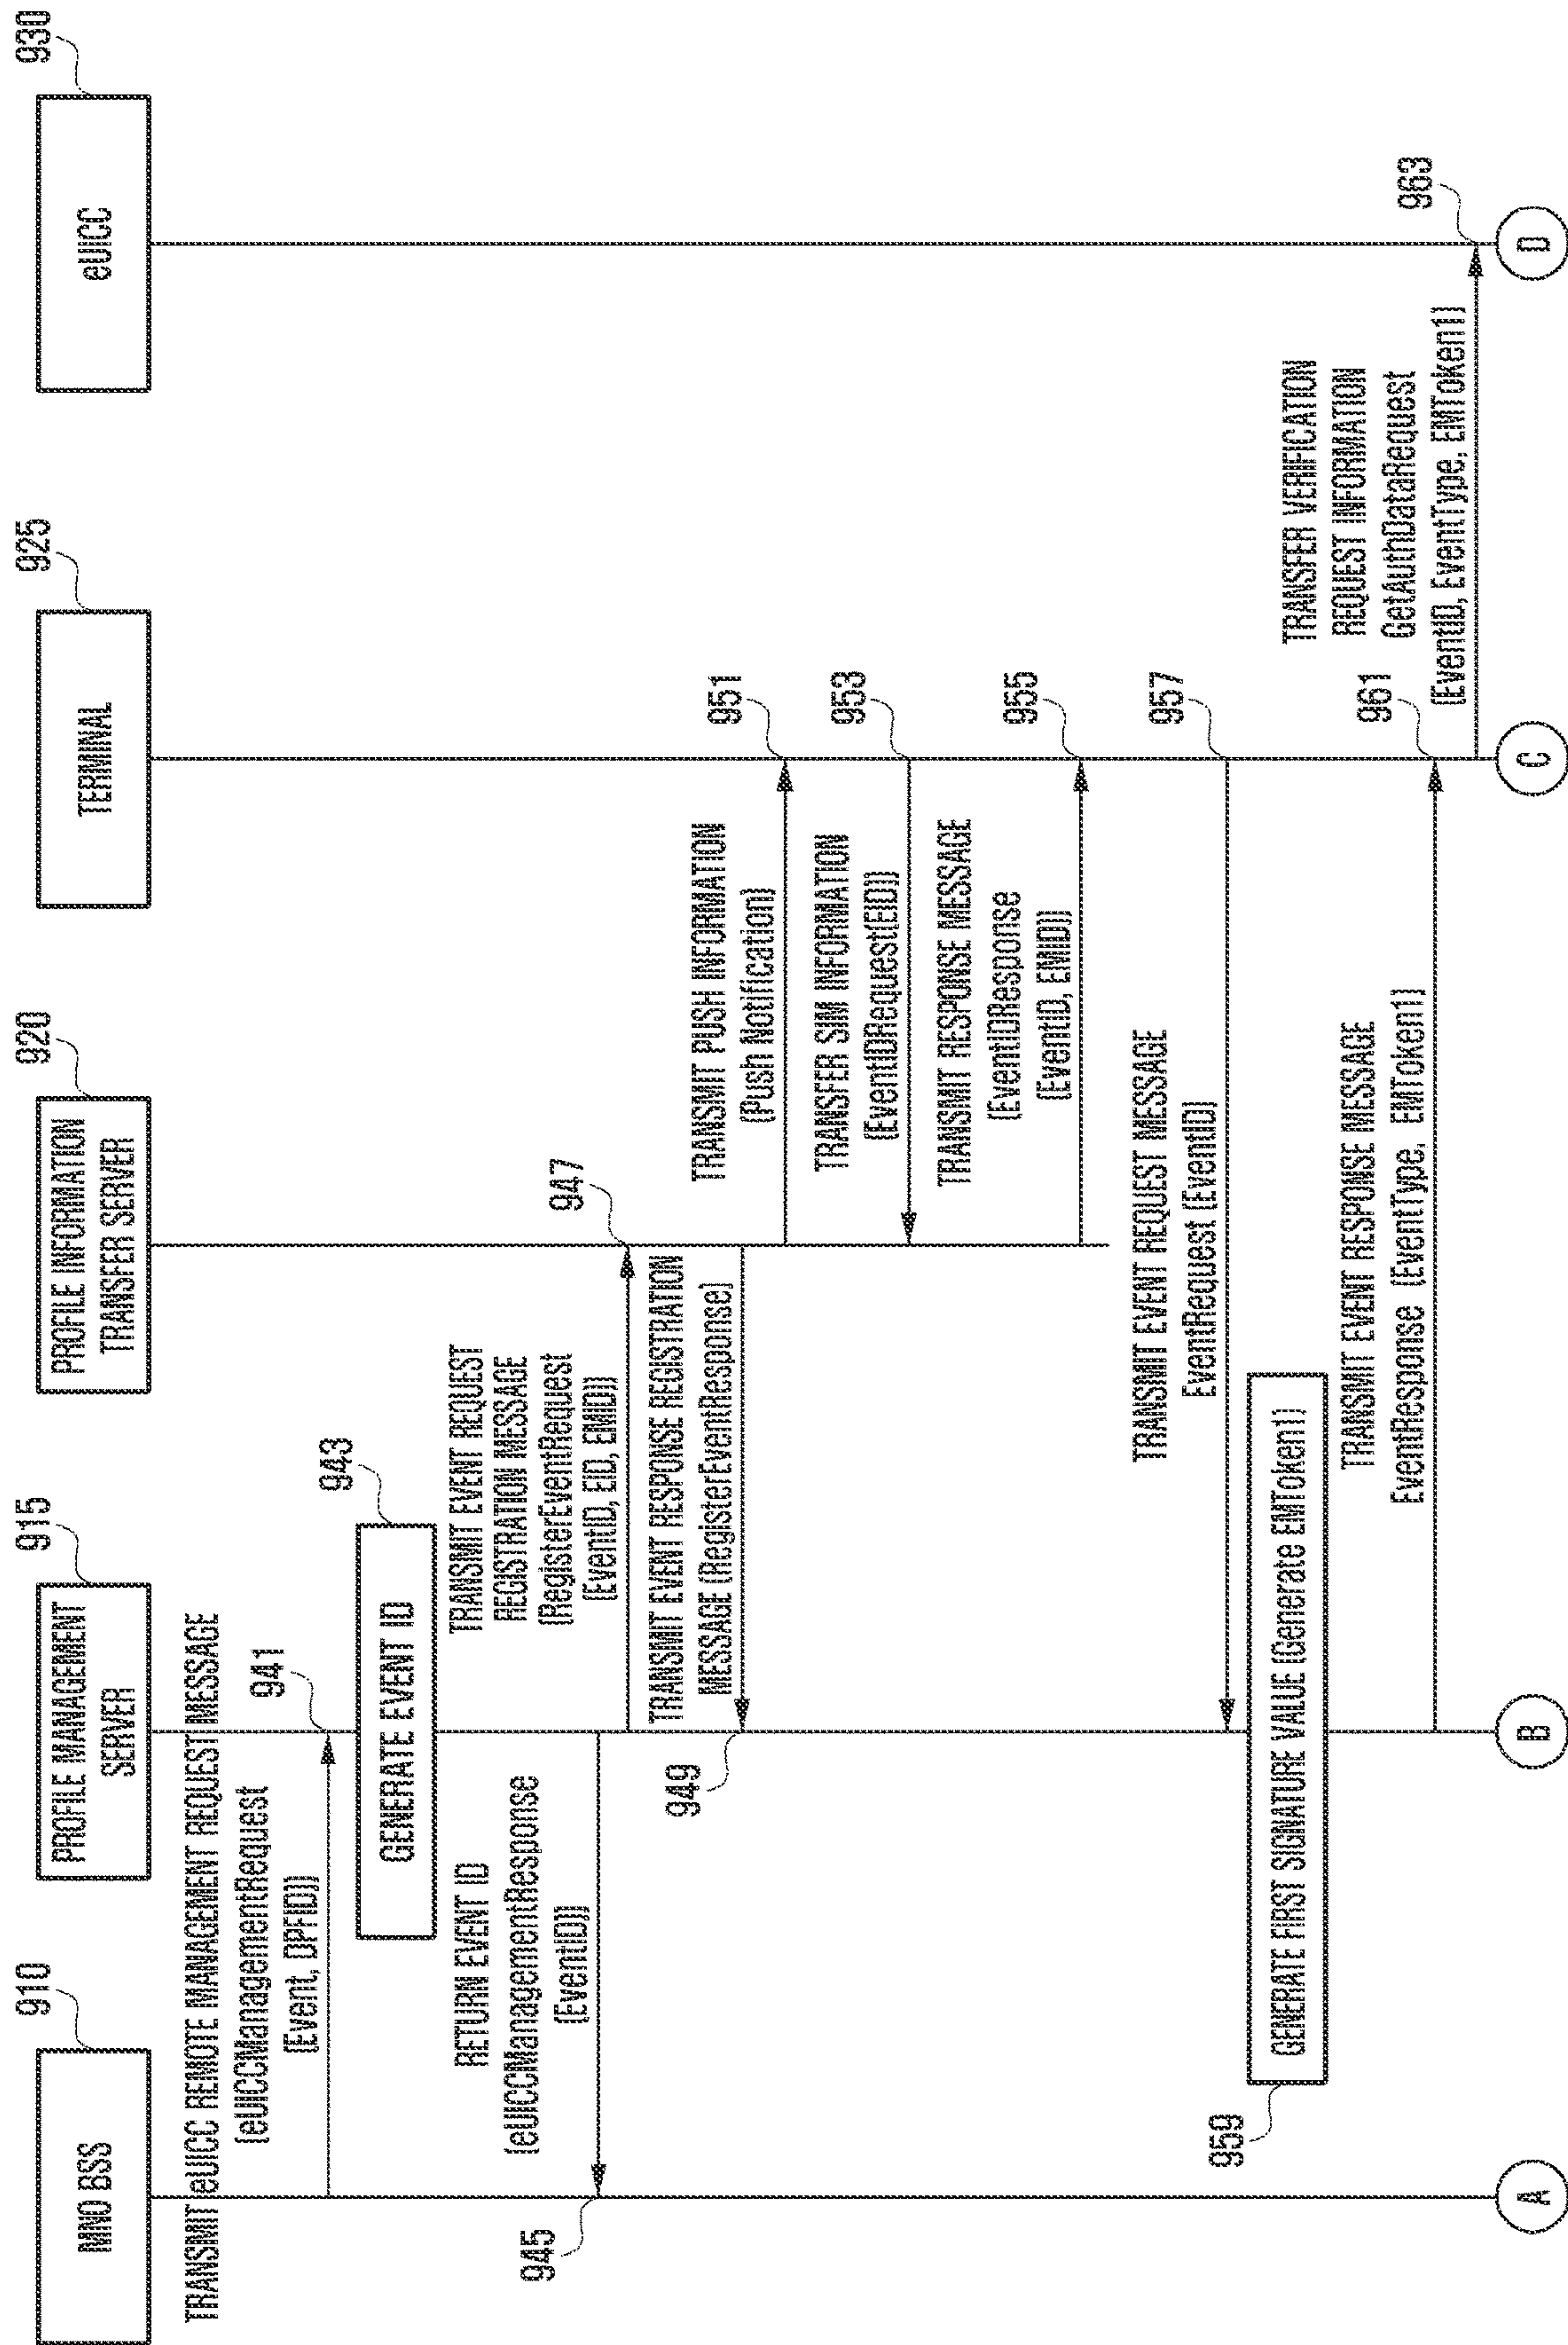 910
MNO BSS
915
PROFILE MANAGEMENT
SERVER
920
PROFILE INFORMATION
TRANSFER SERVER
925
TERMINAL
930
eUICC
TRANSMIT eUICC REMOTE MANAGEMENT REQUEST MESSAGE
(eUICCManagementRequest
(Event, DPFID))
941
GENERATE EVENT ID
943
RETURN EVENT ID
(eUICCManagementResponse
(EventID))
945
TRANSMIT EVENT REQUEST
REGISTRATION MESSAGE
(RegisterEventRequest
(EventID, EID, EMID))
947
TRANSMIT EVENT RESPONSE REGISTRATION
MESSAGE (RegisterEventResponse)
949
TRANSMIT PUSH INFORMATION
(Push Notification)
951
TRANSFER SIM INFORMATION
(EventIDRequest(EID))
953
TRANSMIT RESPONSE MESSAGE
(EventIDResponse
(EventID, EMID))
955
TRANSMIT EVENT REQUEST MESSAGE
EventRequest (EventID)
957
GENERATE FIRST SIGNATURE VALUE (Generate EMToken1)
959
TRANSMIT EVENT RESPONSE MESSAGE
EventResponse (EventType, EMToken1)
961
TRANSFER VERIFICATION
REQUEST INFORMATION
GetAuthDataRequest
(EventID, EventType, EMToken1)
963
A
B
C
D